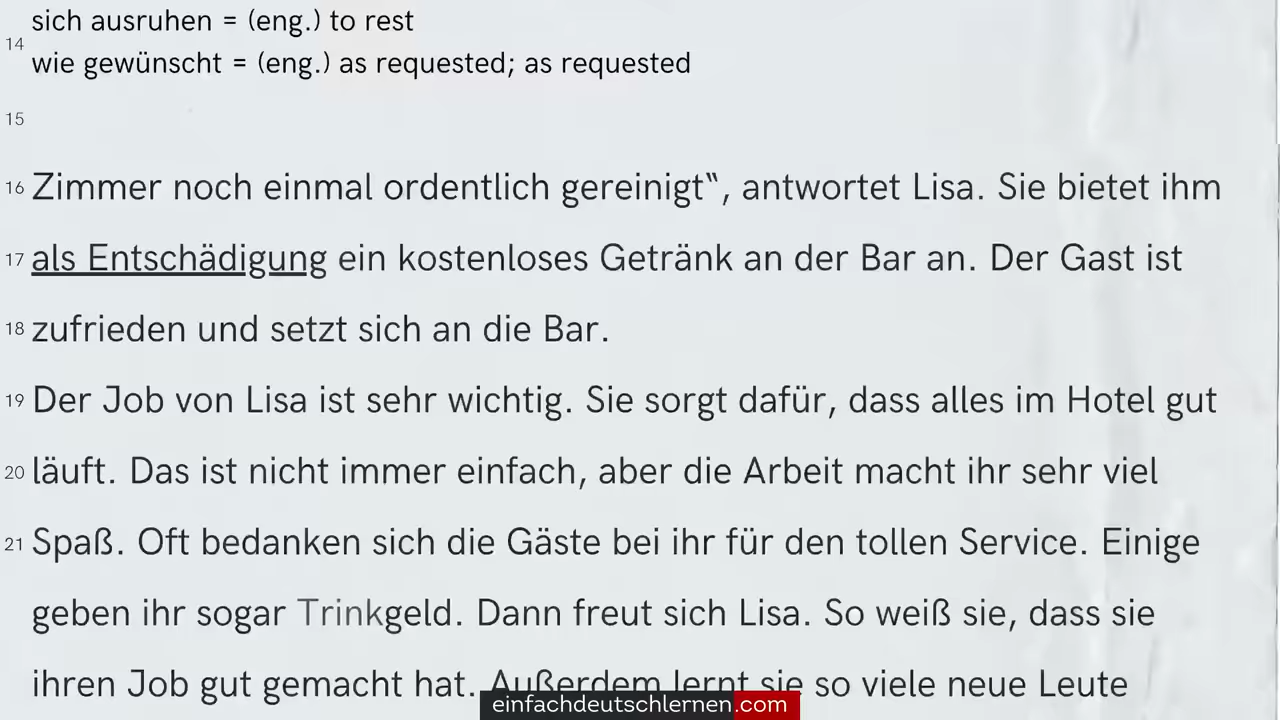 sich ausruhen = (eng.) to rest
14
wie gewünscht = (eng.) as requested; as requested
15
16 Zimmer noch einmal ordentlich gereinigt‟, antwortet Lisa. Sie bietet ihm
17 als Entschädigung ein kostenloses Getränk an der Bar an. Der Gast ist
18 zufrieden und setzt sich an die Bar.
19 Der Job von Lisa ist sehr wichtig. Sie sorgt dafür, dass alles im Hotel gut
20 läuft. Das ist nicht immer einfach, aber die Arbeit macht ihr sehr viel
21 Spaß. Oft bedanken sich die Gäste bei ihr für den tollen Service. Einige
geben ihr sogar Trinkgeld. Dann freut sich Lisa. So weiß sie, dass sie
ihren Job gut gemacht hat. Außerdem lernt sie so viele neue Leute
einfachdeutschlernen.com